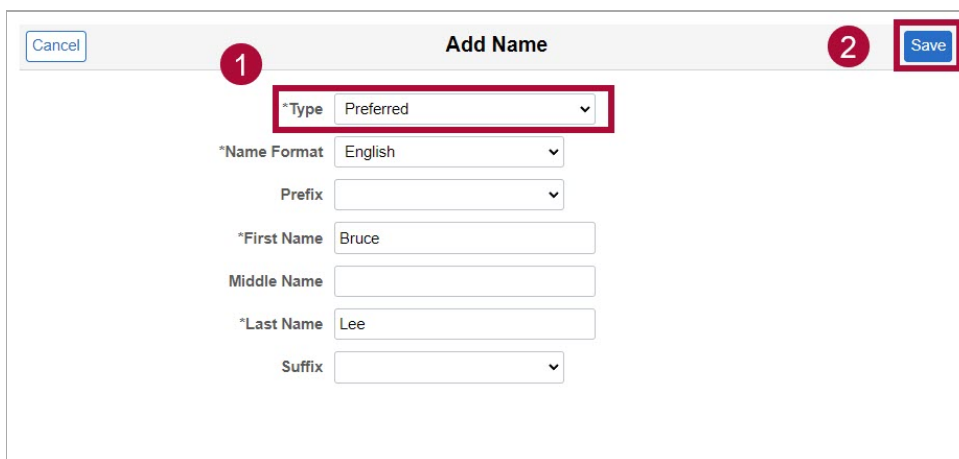 Cancel Add Name 2 Save
1
*Type Preferred
*Name Format English
Prefix
*First Name Bruce
Middle Name
*Last Name Lee
Suffix